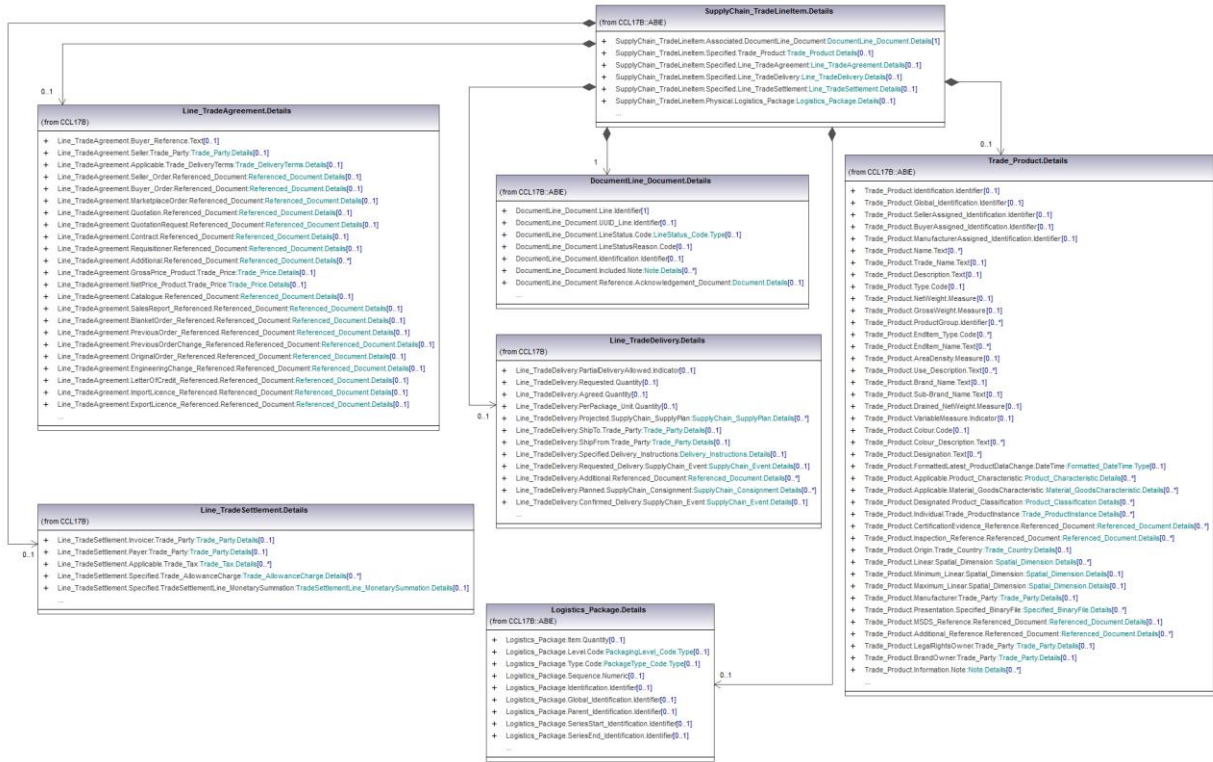 SupplyChain_TradeLineItem.Details
(from CCL17B::ABIE)
+ SupplyChain_TradeLineItem.Associated.DocumentLine_Document:DocumentLine_Document.Details[1]
+ SupplyChain_TradeLineItem.Specified.Trade_Product:Trade_Product.Details[0..1]
+ SupplyChain_TradeLineItem.Specified.Line_TradeAgreement:Line_TradeAgreement.Details[0..1]
+ SupplyChain_TradeLineItem.Specified.Line_TradeDelivery:Line_TradeDelivery.Details[0..1]
+ SupplyChain_TradeLineItem.Specified.Line_TradeSettlement:Line_TradeSettlement.Details[0..1]
+ SupplyChain_TradeLineItem.Physical.Logistics_Package:Logistics_Package.Details[0..1]
...
0..1
Line_TradeAgreement.Details
(from CCL17B)
+ Line_TradeAgreement.Buyer_Reference.Text[0..1]
+ Line_TradeAgreement.Seller.Trade_Party:Trade_Party.Details[0..1]
+ Line_TradeAgreement.Applicable.Trade_DeliveryTerms:Trade_DeliveryTerms.Details[0..1]
+ Line_TradeAgreement.Seller_Order.Referenced_Document:Referenced_Document.Details[0..1]
+ Line_TradeAgreement.Buyer_Order.Referenced_Document:Referenced_Document.Details[0..1]
+ Line_TradeAgreement.MarketplaceOrder.Referenced_Document:Referenced_Document.Details[0..1]
+ Line_TradeAgreement.Quotation.Referenced_Document:Referenced_Document.Details[0..1]
+ Line_TradeAgreement.QuotationRequest.Referenced_Document:Referenced_Document.Details[0..1]
+ Line_TradeAgreement.Contract.Referenced_Document:Referenced_Document.Details[0..1]
+ Line_TradeAgreement.Requisitioner.Referenced_Document:Referenced_Document.Details[0..1]
+ Line_TradeAgreement.Additional.Referenced_Document:Referenced_Document.Details[0..*]
+ Line_TradeAgreement.GrossPrice_Product.Trade_Price:Trade_Price.Details[0..1]
+ Line_TradeAgreement.NetPrice_Product.Trade_Price:Trade_Price.Details[0..1]
+ Line_TradeAgreement.Catalogue.Referenced_Document:Referenced_Document.Details[0..1]
+ Line_TradeAgreement.SalesReport_Referenced.Referenced_Document:Referenced_Document.Details[0..1]
+ Line_TradeAgreement.BlanketOrder_Referenced.Referenced_Document:Referenced_Document.Details[0..1]
+ Line_TradeAgreement.PreviousOrder_Referenced.Referenced_Document:Referenced_Document.Details[0..1]
+ Line_TradeAgreement.PreviousOrderChange_Referenced.Referenced_Document:Referenced_Document.Details[0..1]
+ Line_TradeAgreement.OriginalOrder_Referenced.Referenced_Document:Referenced_Document.Details[0..1]
+ Line_TradeAgreement.EngineeringChange_Referenced.Referenced_Document:Referenced_Document.Details[0..1]
+ Line_TradeAgreement.LetterOfCredit_Referenced.Referenced_Document:Referenced_Document.Details[0..1]
+ Line_TradeAgreement.ImportLicence_Referenced.Referenced_Document:Referenced_Document.Details[0..1]
+ Line_TradeAgreement.ExportLicence_Referenced.Referenced_Document:Referenced_Document.Details[0..1]
...
1
DocumentLine_Document.Details
(from CCL17B::ABIE)
+ DocumentLine_Document.Line.Identifier[1]
+ DocumentLine_Document.UUID_Line.Identifier[0..1]
+ DocumentLine_Document.LineStatus.Code:LineStatus_Code.Type[0..1]
+ DocumentLine_Document.LineStatusReason.Code[0..1]
+ DocumentLine_Document.Identification.Identifier[0..1]
+ DocumentLine_Document.Included.Note:Note.Details[0..*]
+ DocumentLine_Document.Reference.Acknowledgement_Document:Document.Details[0..1]
...
0..1
Line_TradeDelivery.Details
(from CCL17B)
+ Line_TradeDelivery.PartialDeliveryAllowed.Indicator[0..1]
+ Line_TradeDelivery.Requested.Quantity[0..1]
+ Line_TradeDelivery.Agreed.Quantity[0..1]
+ Line_TradeDelivery.PerPackage_Unit.Quantity[0..1]
+ Line_TradeDelivery.Projected.SupplyChain_SupplyPlan:SupplyChain_SupplyPlan.Details[0..*]
+ Line_TradeDelivery.ShipTo.Trade_Party:Trade_Party.Details[0..1]
+ Line_TradeDelivery.ShipFrom.Trade_Party:Trade_Party.Details[0..1]
+ Line_TradeDelivery.Specified.Delivery_Instructions:Delivery_Instructions.Details[0..1]
+ Line_TradeDelivery.Requested_Delivery.SupplyChain_Event:SupplyChain_Event.Details[0..1]
+ Line_TradeDelivery.Additional.Referenced_Document:Referenced_Document.Details[0..*]
+ Line_TradeDelivery.Planned.SupplyChain_Consignment:SupplyChain_Consignment.Details[0..*]
+ Line_TradeDelivery.Confirmed_Delivery.SupplyChain_Event:SupplyChain_Event.Details[0..1]
...
0..1
Trade_Product.Details
(from CCL17B::ABIE)
+ Trade_Product.Identification.Identifier[0..1]
+ Trade_Product.Global_Identification.Identifier[0..1]
+ Trade_Product.SellerAssigned_Identification.Identifier[0..1]
+ Trade_Product.BuyerAssigned_Identification.Identifier[0..1]
+ Trade_Product.ManufacturerAssigned_Identification.Identifier[0..1]
+ Trade_Product.Name.Text[0..*]
+ Trade_Product.Trade_Name.Text[0..1]
+ Trade_Product.Description.Text[0..1]
+ Trade_Product.Type.Code[0..1]
+ Trade_Product.NetWeight.Measure[0..1]
+ Trade_Product.GrossWeight.Measure[0..1]
+ Trade_Product.ProductGroup.Identifier[0..*]
+ Trade_Product.EndItem_Type.Code[0..*]
+ Trade_Product.EndItem_Name.Text[0..*]
+ Trade_Product.AreaDensity.Measure[0..1]
+ Trade_Product.Use_Description.Text[0..*]
+ Trade_Product.Brand_Name.Text[0..1]
+ Trade_Product.Sub-Brand_Name.Text[0..1]
+ Trade_Product.Drained_NetWeight.Measure[0..1]
+ Trade_Product.VariableMeasure.Indicator[0..1]
+ Trade_Product.Colour.Code[0..1]
+ Trade_Product.Colour_Description.Text[0..*]
+ Trade_Product.Designation.Text[0..*]
+ Trade_Product.FormattedLatest_ProductDataChange.DateTime:Formatted_DateTime.Type[0..1]
+ Trade_Product.Applicable.Product_Characteristic:Product_Characteristic.Details[0..*]
+ Trade_Product.Applicable.Material_GoodsCharacteristic:Material_GoodsCharacteristic.Details[0..*]
+ Trade_Product.Designated.Product_Classification:Product_Classification.Details[0..*]
+ Trade_Product.Individual.Trade_ProductInstance:Trade_ProductInstance.Details[0..*]
+ Trade_Product.CertificationEvidence_Reference.Referenced_Document:Referenced_Document.Details[0..*]
+ Trade_Product.Inspection_Reference.Referenced_Document:Referenced_Document.Details[0..*]
+ Trade_Product.Origin.Trade_Country:Trade_Country.Details[0..1]
+ Trade_Product.Linear.Spatial_Dimension:Spatial_Dimension.Details[0..*]
+ Trade_Product.Minimum_Linear.Spatial_Dimension:Spatial_Dimension.Details[0..1]
+ Trade_Product.Maximum_Linear.Spatial_Dimension:Spatial_Dimension.Details[0..1]
+ Trade_Product.Manufacturer.Trade_Party:Trade_Party.Details[0..1]
+ Trade_Product.Presentation.Specified_BinaryFile:Specified_BinaryFile.Details[0..*]
+ Trade_Product.MSDS_Reference.Referenced_Document:Referenced_Document.Details[0..1]
+ Trade_Product.Additional_Reference.Referenced_Document:Referenced_Document.Details[0..*]
+ Trade_Product.LegalRightsOwner.Trade_Party:Trade_Party.Details[0..1]
+ Trade_Product.BrandOwner.Trade_Party:Trade_Party.Details[0..1]
+ Trade_Product.Information.Note:Note.Details[0..*]
...
0..1
Line_TradeSettlement.Details
(from CCL17B)
+ Line_TradeSettlement.Invoicer.Trade_Party:Trade_Party.Details[0..1]
+ Line_TradeSettlement.Payer.Trade_Party:Trade_Party.Details[0..1]
+ Line_TradeSettlement.Applicable.Trade_Tax:Trade_Tax.Details[0..*]
+ Line_TradeSettlement.Specified.Trade_AllowanceCharge:Trade_AllowanceCharge.Details[0..*]
+ Line_TradeSettlement.Specified.TradeSettlementLine_MonetarySummation:TradeSettlementLine_MonetarySummation.Details[0..1]
...
0..1
Logistics_Package.Details
(from CCL17B::ABIE)
+ Logistics_Package.Item.Quantity[0..1]
+ Logistics_Package.Level.Code:PackagingLevel_Code.Type[0..1]
+ Logistics_Package.Type.Code:PackageType_Code.Type[0..1]
+ Logistics_Package.Sequence.Numeric[0..1]
+ Logistics_Package.Identification.Identifier[0..1]
+ Logistics_Package.Global_Identification.Identifier[0..1]
+ Logistics_Package.Parent_Identification.Identifier[0..1]
+ Logistics_Package.SeriesStart_Identification.Identifier[0..1]
+ Logistics_Package.SeriesEnd_Identification.Identifier[0..1]
...